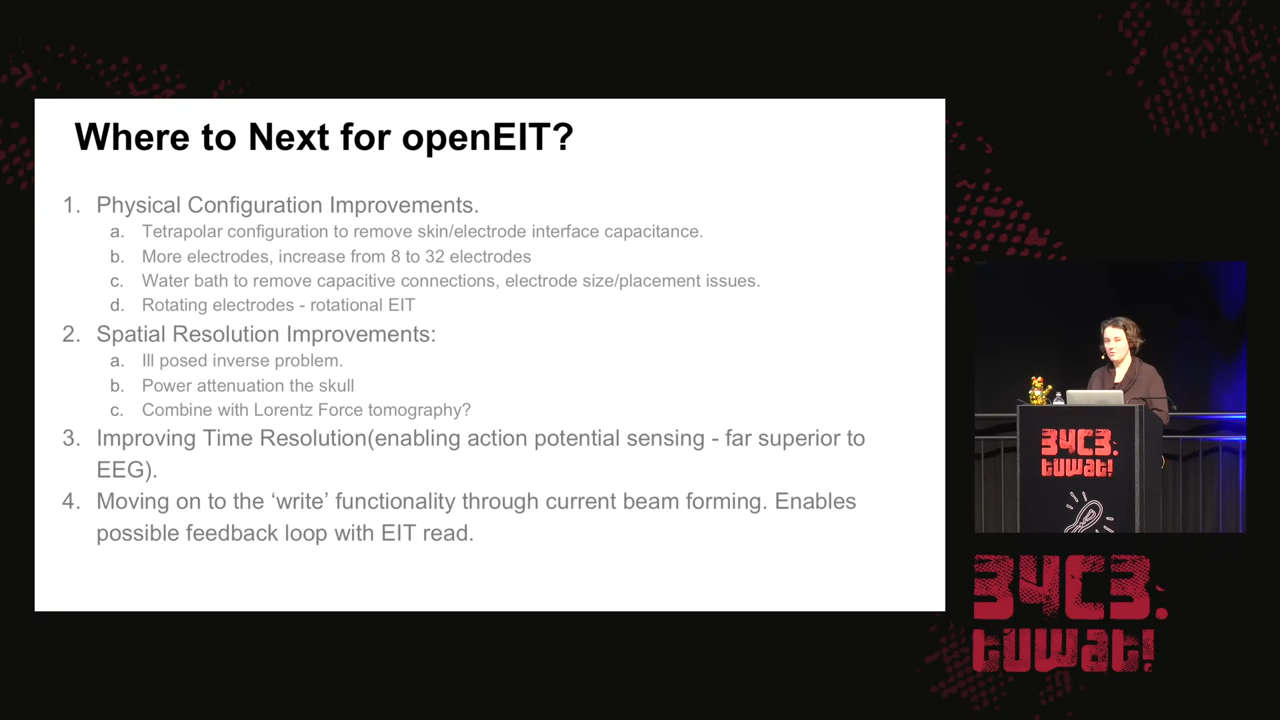 Where to Next for openEIT?
1. Physical Configuration Improvements.
a. Tetrapolar configuration to remove skin/electrode interface capacitance.
b. More electrodes, increase from 8 to 32 electrodes
c. Water bath to remove capacitive connections, electrode size/placement issues.
d. Rotating electrodes - rotational EIT
2. Spatial Resolution Improvements:
a. Ill posed inverse problem.
b. Power attenuation the skull
c. Combine with Lorentz Force tomography?
3. Improving Time Resolution(enabling action potential sensing - far superior to
EEG).
4. Moving on to the ‘write’ functionality through current beam forming. Enables
possible feedback loop with EIT read.
34C3.
tuwat!
34C3.
tuwat!